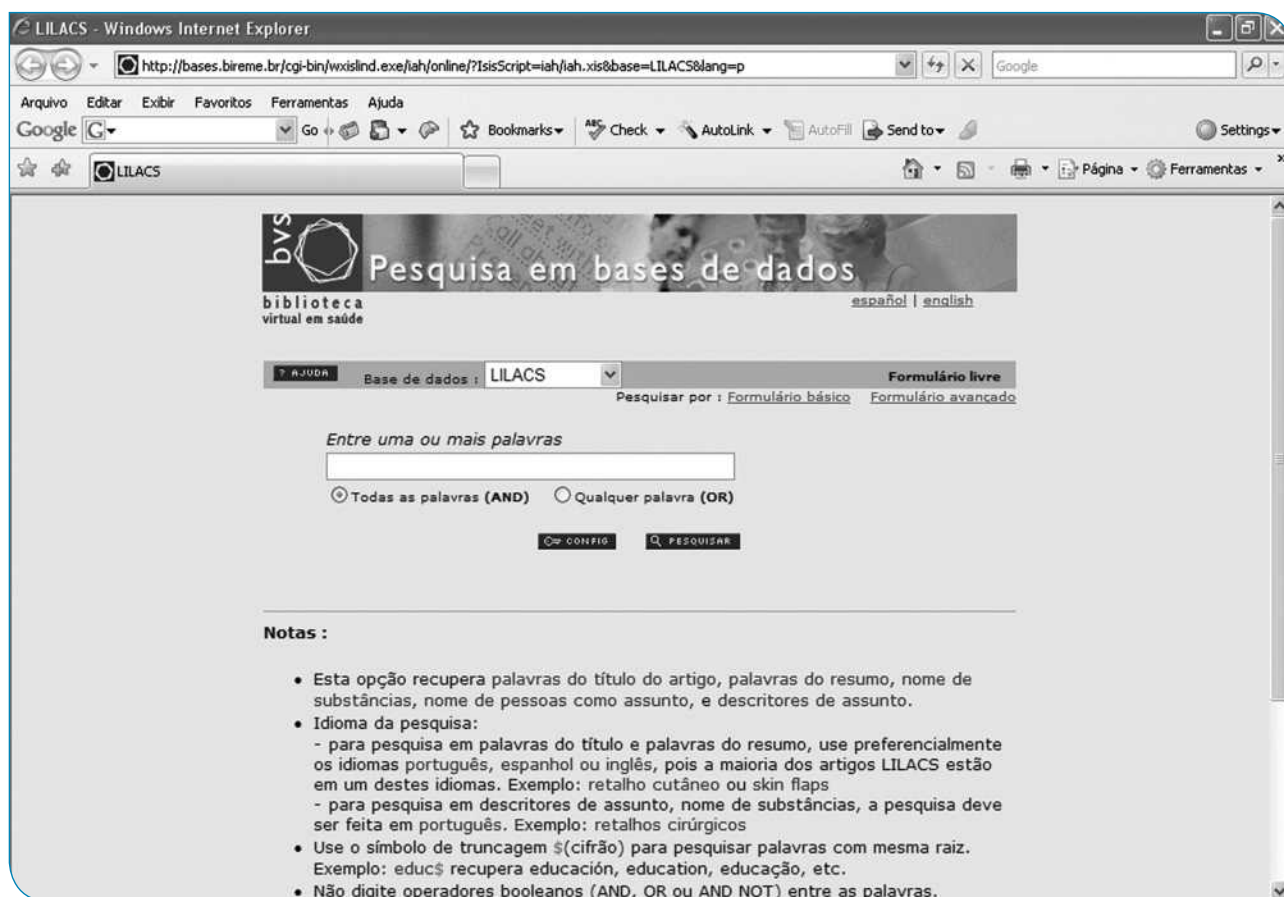 LILACS - Windows Internet Explorer
http://bases.bireme.br/cgi-bin/wxislind.exe/iah/online/?IsisScript=iah/iah.xis&base=LILACS&lang=p
Google
Arquivo Editar Exibir Favoritos Ferramentas Ajuda
Google G Go Bookmarks ABC Check AutoLink AutoFill Send to Settings
LILACS Página Ferramentas
bvs
Pesquisa em bases de dados
biblioteca
virtual em saúde
español | english
? AJUDA Base de dados : LILACS Formulário livre
Pesquisar por : Formulário básico Formulário avançado
Entre uma ou mais palavras
Todas as palavras (AND) Qualquer palavra (OR)
CONFIG PESQUISAR
Notas :
• Esta opção recupera palavras do título do artigo, palavras do resumo, nome de
substâncias, nome de pessoas como assunto, e descritores de assunto.
• Idioma da pesquisa:
- para pesquisa em palavras do título e palavras do resumo, use preferencialmente
os idiomas português, espanhol ou inglês, pois a maioria dos artigos LILACS estão
em um destes idiomas. Exemplo: retalho cutâneo ou skin flaps
- para pesquisa em descritores de assunto, nome de substâncias, a pesquisa deve
ser feita em português. Exemplo: retalhos cirúrgicos
• Use o símbolo de truncagem $(cifrão) para pesquisar palavras com mesma raiz.
Exemplo: educ$ recupera educación, education, educação, etc.
• Não digite operadores booleanos (AND, OR ou AND NOT) entre as palavras.